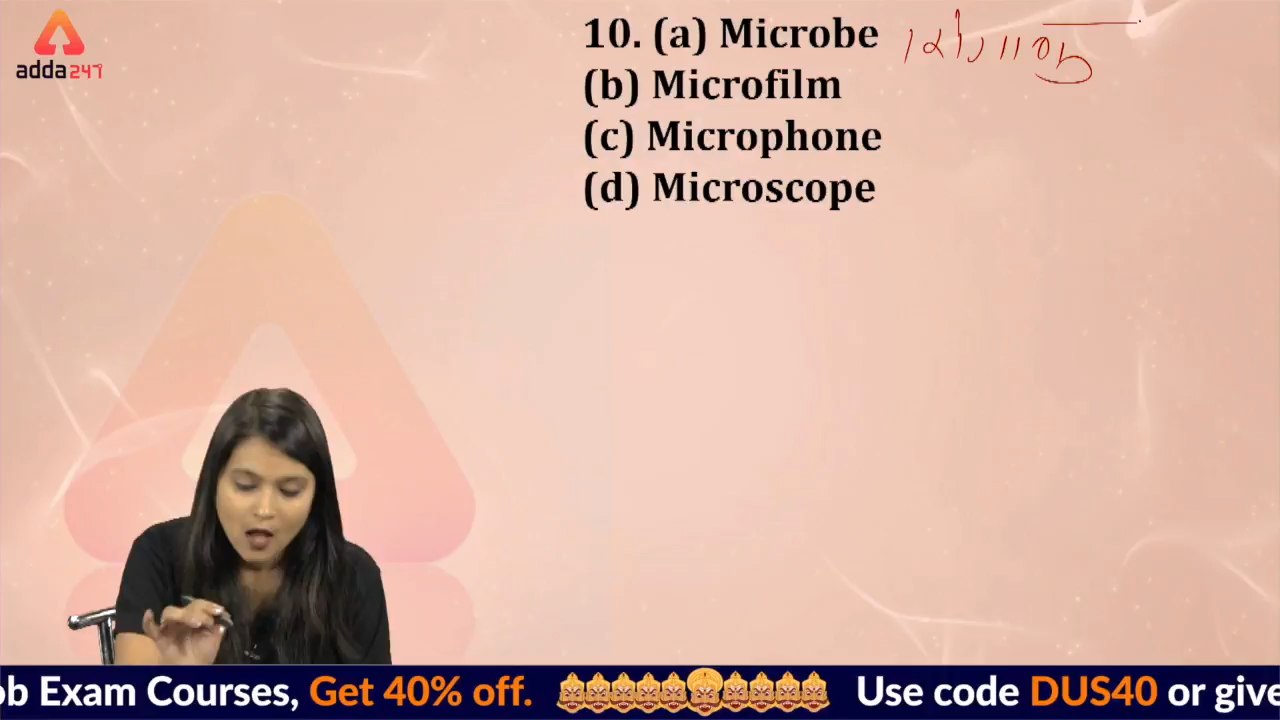 adda247
10. (a) Microbe
(b) Microfilm
(c) Microphone
(d) Microscope
ob Exam Courses, Get 40% off. Use code DUS40 or give